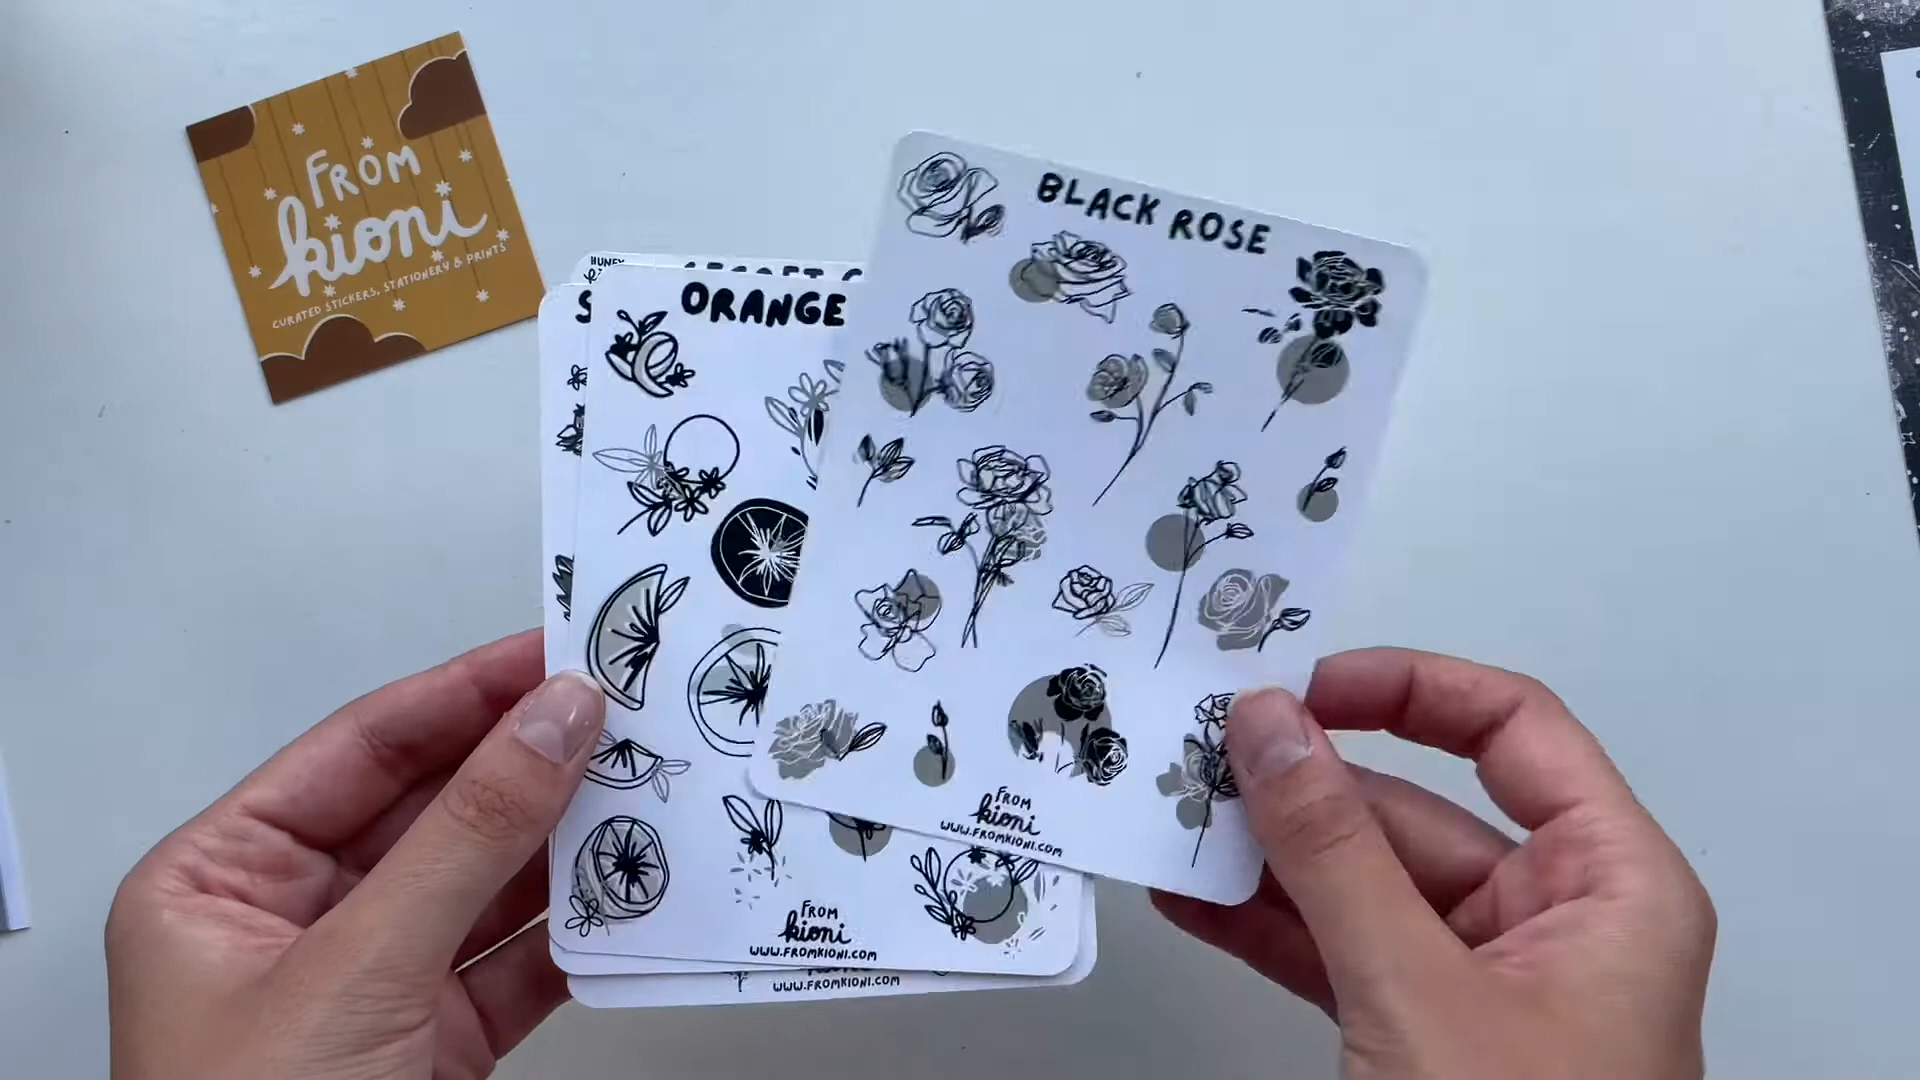 FROM
kioni
CURATED STICKERS, STATIONERY & PRINTS
BLACK ROSE
SECRET
ORANGE
FROM
kioni
WWW.FROMKIONI.COM
FROM
kioni
WWW.FROMKIONI.COM
WWW.FROMKIONI.COM